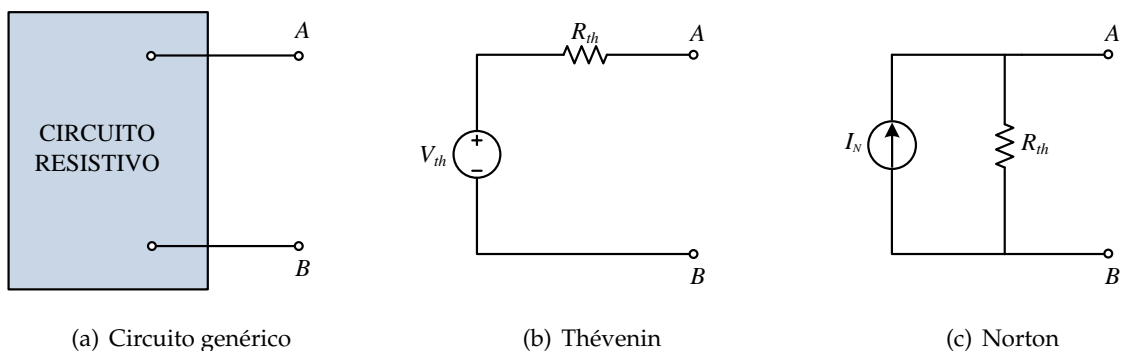 CIRCUITO
RESISTIVO
A
B
(a) Circuito genérico
R_th
A
+
V_th
−
B
(b) Thévenin
A
I_N
R_th
B
(c) Norton